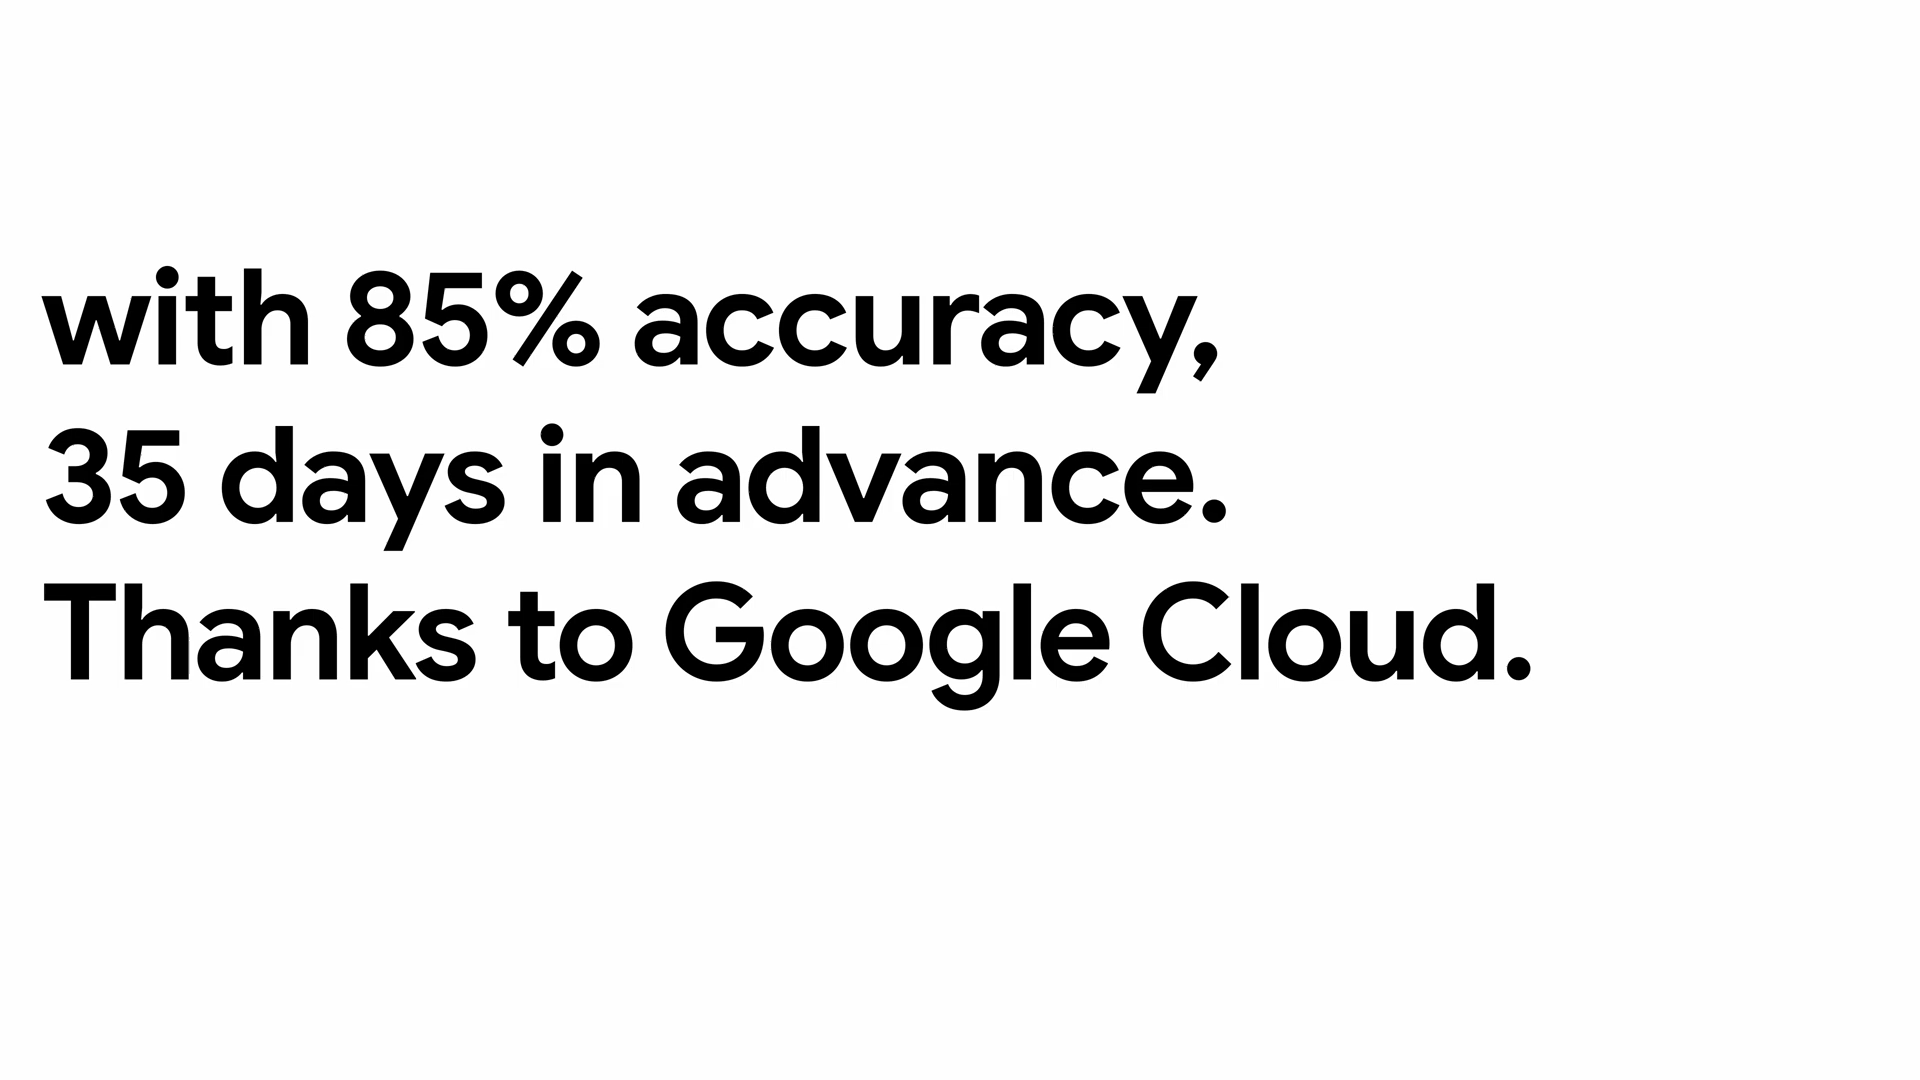 with 85% accuracy,
35 days in advance.
Thanks to Google Cloud.